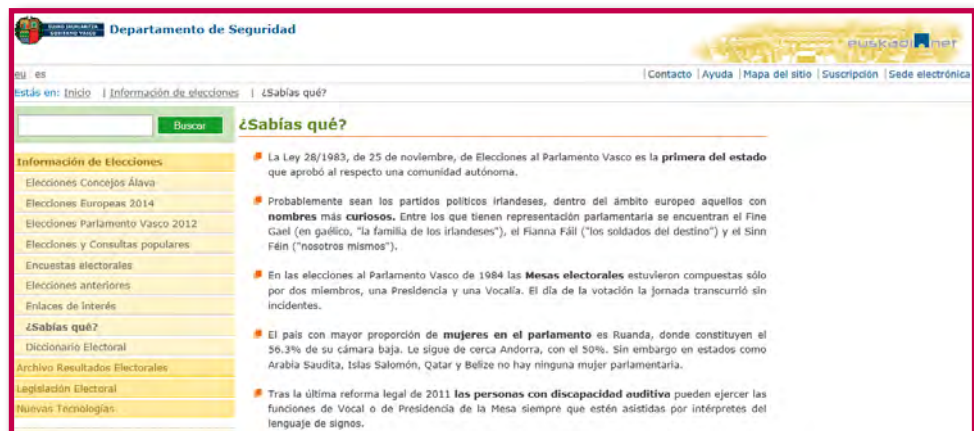 EUSKO JAURLARITZA
GOBIERNO VASCO
Departamento de Seguridad
euskadi.net
eu es
|Contacto |Ayuda |Mapa del sitio |Suscripción |Sede electrónica
Estás en: Inicio | Información de elecciones | ¿Sabías qué?
Buscar
¿Sabías qué?
Información de Elecciones
Elecciones Concejos Álava
Elecciones Europeas 2014
Elecciones Parlamento Vasco 2012
Elecciones y Consultas populares
Encuestas electorales
Elecciones anteriores
Enlaces de interés
¿Sabías qué?
Diccionario Electoral
Archivo Resultados Electorales
Legislación Electoral
Nuevas Tecnologías
La Ley 28/1983, de 25 de noviembre, de Elecciones al Parlamento Vasco es la primera del estado
que aprobó al respecto una comunidad autónoma.
Probablemente sean los partidos políticos irlandeses, dentro del ámbito europeo aquellos con
nombres más curiosos. Entre los que tienen representación parlamentaria se encuentran el Fine
Gael (en gaélico, "la familia de los irlandeses"), el Fianna Fáil ("los soldados del destino") y el Sinn
Féin ("nosotros mismos").
En las elecciones al Parlamento Vasco de 1984 las Mesas electorales estuvieron compuestas sólo
por dos miembros, una Presidencia y una Vocalía. El día de la votación la jornada transcurrió sin
incidentes.
El país con mayor proporción de mujeres en el parlamento es Ruanda, donde constituyen el
56.3% de su cámara baja. Le sigue de cerca Andorra, con el 50%. Sin embargo en estados como
Arabia Saudita, Islas Salomón, Qatar y Belize no hay ninguna mujer parlamentaria.
Tras la última reforma legal de 2011 las personas con discapacidad auditiva pueden ejercer las
funciones de Vocal o de Presidencia de la Mesa siempre que estén asistidas por intérpretes del
lenguaje de signos.